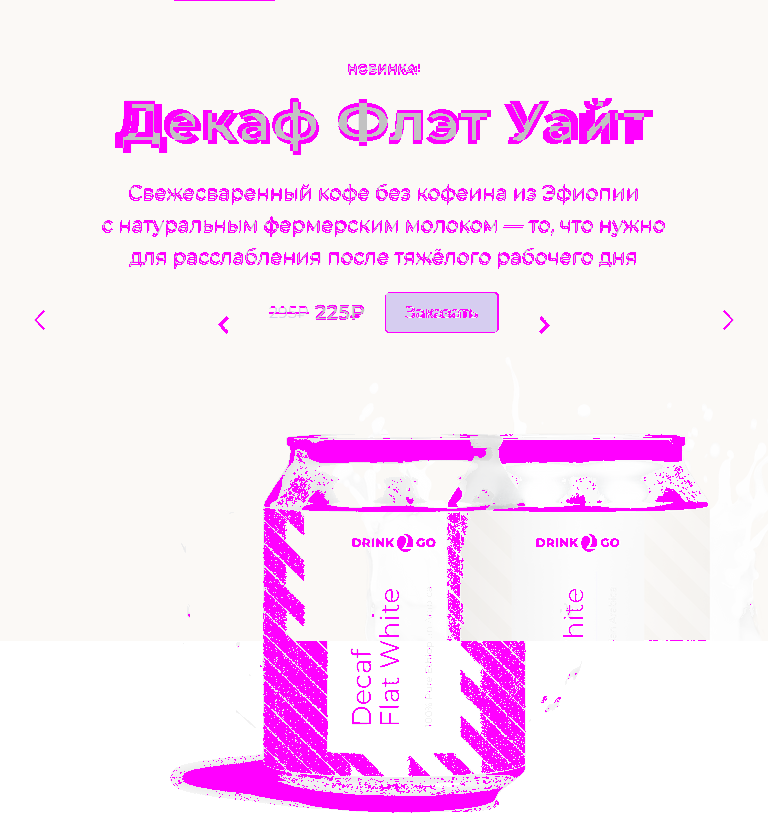 НОВИНКА!
Декаф Флэт Уайт
Свежесваренный кофе без кофеина из Эфиопии
с натуральным фермерским молоком — то, что нужно
для расслабления после тяжёлого рабочего дня
225₽ Заказать
DRINK 2 GO
DRINK 2 GO
Decaf
Flat White
hite